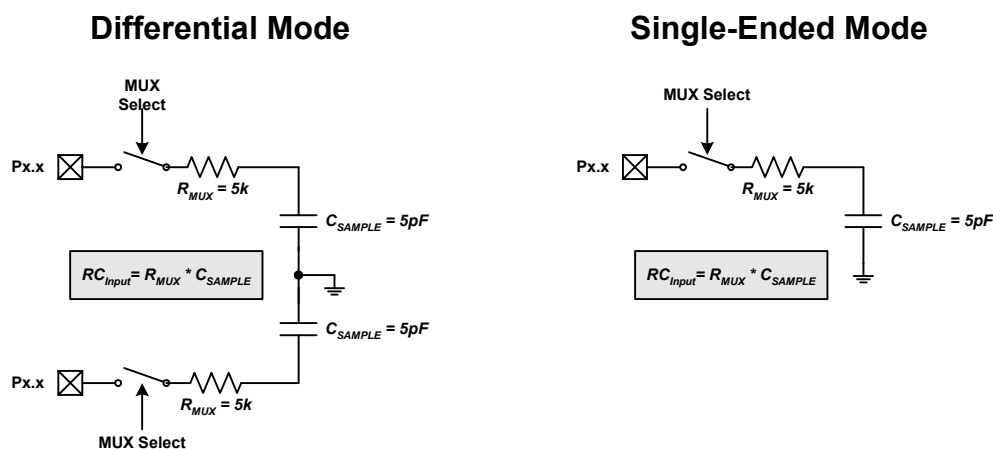 Differential Mode
MUX
Select
Px.x
R_MUX = 5k
C_SAMPLE = 5pF
RC_Input= R_MUX * C_SAMPLE
C_SAMPLE = 5pF
Px.x
R_MUX = 5k
MUX Select
Single-Ended Mode
MUX Select
Px.x
R_MUX = 5k
C_SAMPLE = 5pF
RC_Input= R_MUX * C_SAMPLE